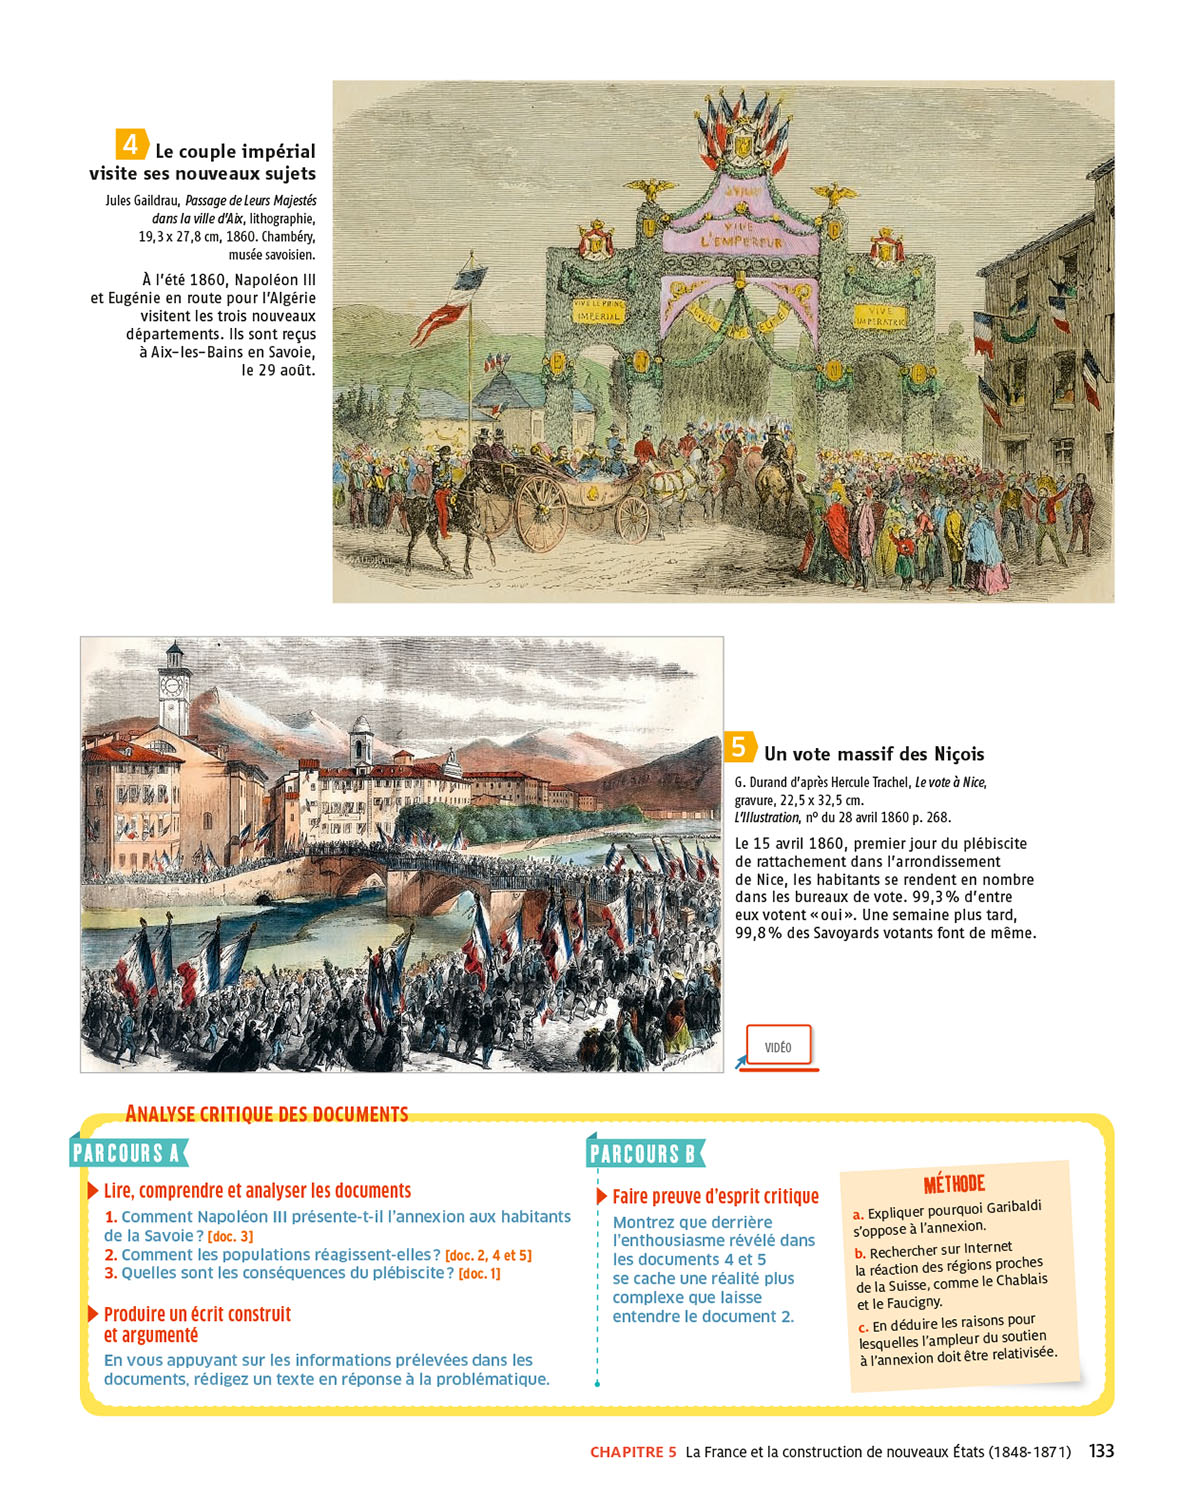 4 Le couple impérial
visite ses nouveaux sujets
Jules Gaildrau, Passage de Leurs Majestés
dans la ville d'Aix, lithographie,
19,3 x 27,8 cm, 1860. Chambéry,
musée savoisien.
À l'été 1860, Napoléon III
et Eugénie en route pour l'Algérie
visitent les trois nouveaux
départements. Ils sont reçus
à Aix-les-Bains en Savoie,
le 29 août.
VIVE
L'EMPEREUR
VIVE LE PRINCE
IMPERIAL
VIVE
IMPERATRICE
5 Un vote massif des Niçois
G. Durand d'après Hercule Trachel, Le vote à Nice,
gravure, 22,5 x 32,5 cm.
L'Illustration, nº du 28 avril 1860 p. 268.
Le 15 avril 1860, premier jour du plébiscite
de rattachement dans l'arrondissement
de Nice, les habitants se rendent en nombre
dans les bureaux de vote. 99,3 % d'entre
eux votent « oui ». Une semaine plus tard,
99,8 % des Savoyards votants font de même.
VIDÉO
ANALYSE CRITIQUE DES DOCUMENTS
PARCOURS A
Lire, comprendre et analyser les documents
1. Comment Napoléon III présente-t-il l'annexion aux habitants
de la Savoie ? [doc. 3]
2. Comment les populations réagissent-elles ? [doc. 2, 4 et 5]
3. Quelles sont les conséquences du plébiscite ? [doc. 1]
Produire un écrit construit
et argumenté
En vous appuyant sur les informations prélevées dans les
documents, rédigez un texte en réponse à la problématique.
PARCOURS B
Faire preuve d'esprit critique
Montrez que derrière
l'enthousiasme révélé dans
les documents 4 et 5
se cache une réalité plus
complexe que laisse
entendre le document 2.
MÉTHODE
a. Expliquer pourquoi Garibaldi
s'oppose à l'annexion.
b. Rechercher sur Internet
la réaction des régions proches
de la Suisse, comme le Chablais
et le Faucigny.
c. En déduire les raisons pour
lesquelles l'ampleur du soutien
à l'annexion doit être relativisée.
CHAPITRE 5 La France et la construction de nouveaux États (1848-1871) 133